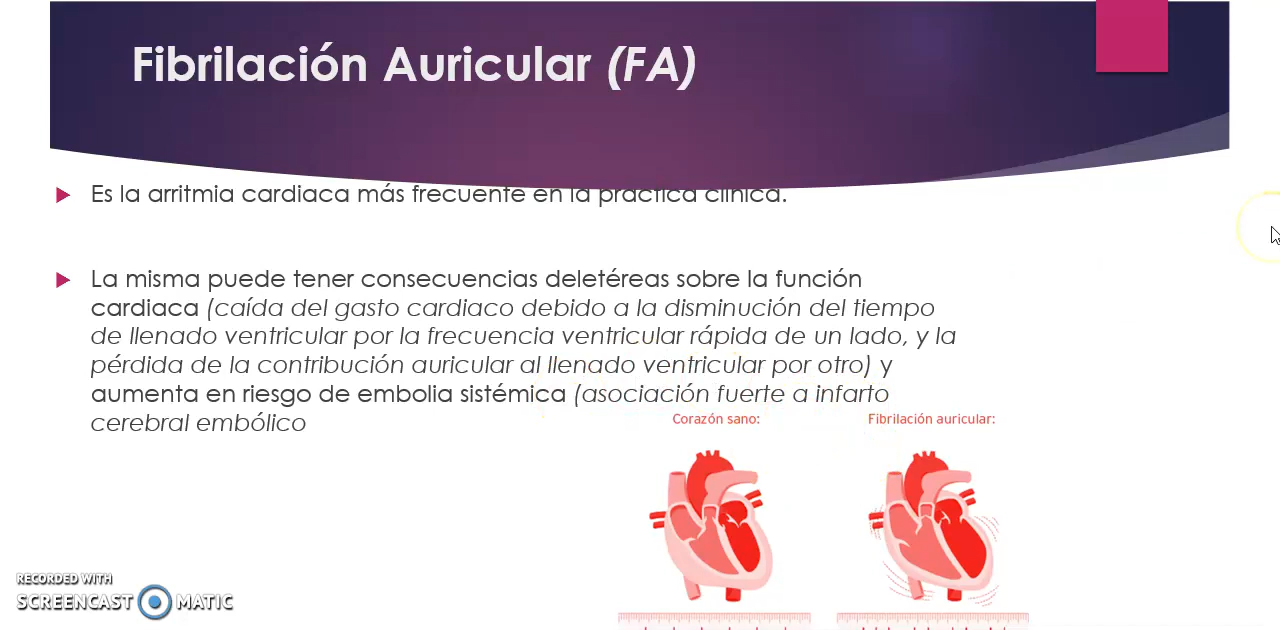 Fibrilación Auricular (FA)
Es la arritmia cardiaca más frecuente en la práctica clínica.
La misma puede tener consecuencias deletéreas sobre la función
cardiaca (caída del gasto cardiaco debido a la disminución del tiempo
de llenado ventricular por la frecuencia ventricular rápida de un lado, y la
pérdida de la contribución auricular al llenado ventricular por otro) y
aumenta en riesgo de embolia sistémica (asociación fuerte a infarto
cerebral embólico
Corazón sano:
Fibrilación auricular:
RECORDED WITH
SCREENCAST MATIC